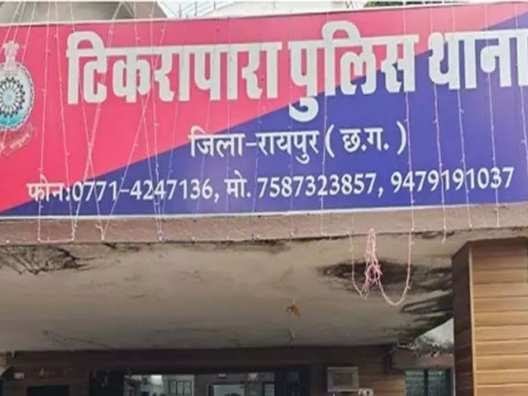 टिकरापारा पुलिस थाना
जिला-रायपुर ( छ.ग. )
फोन:0771-4247136, मो. 7587323857, 9479191037